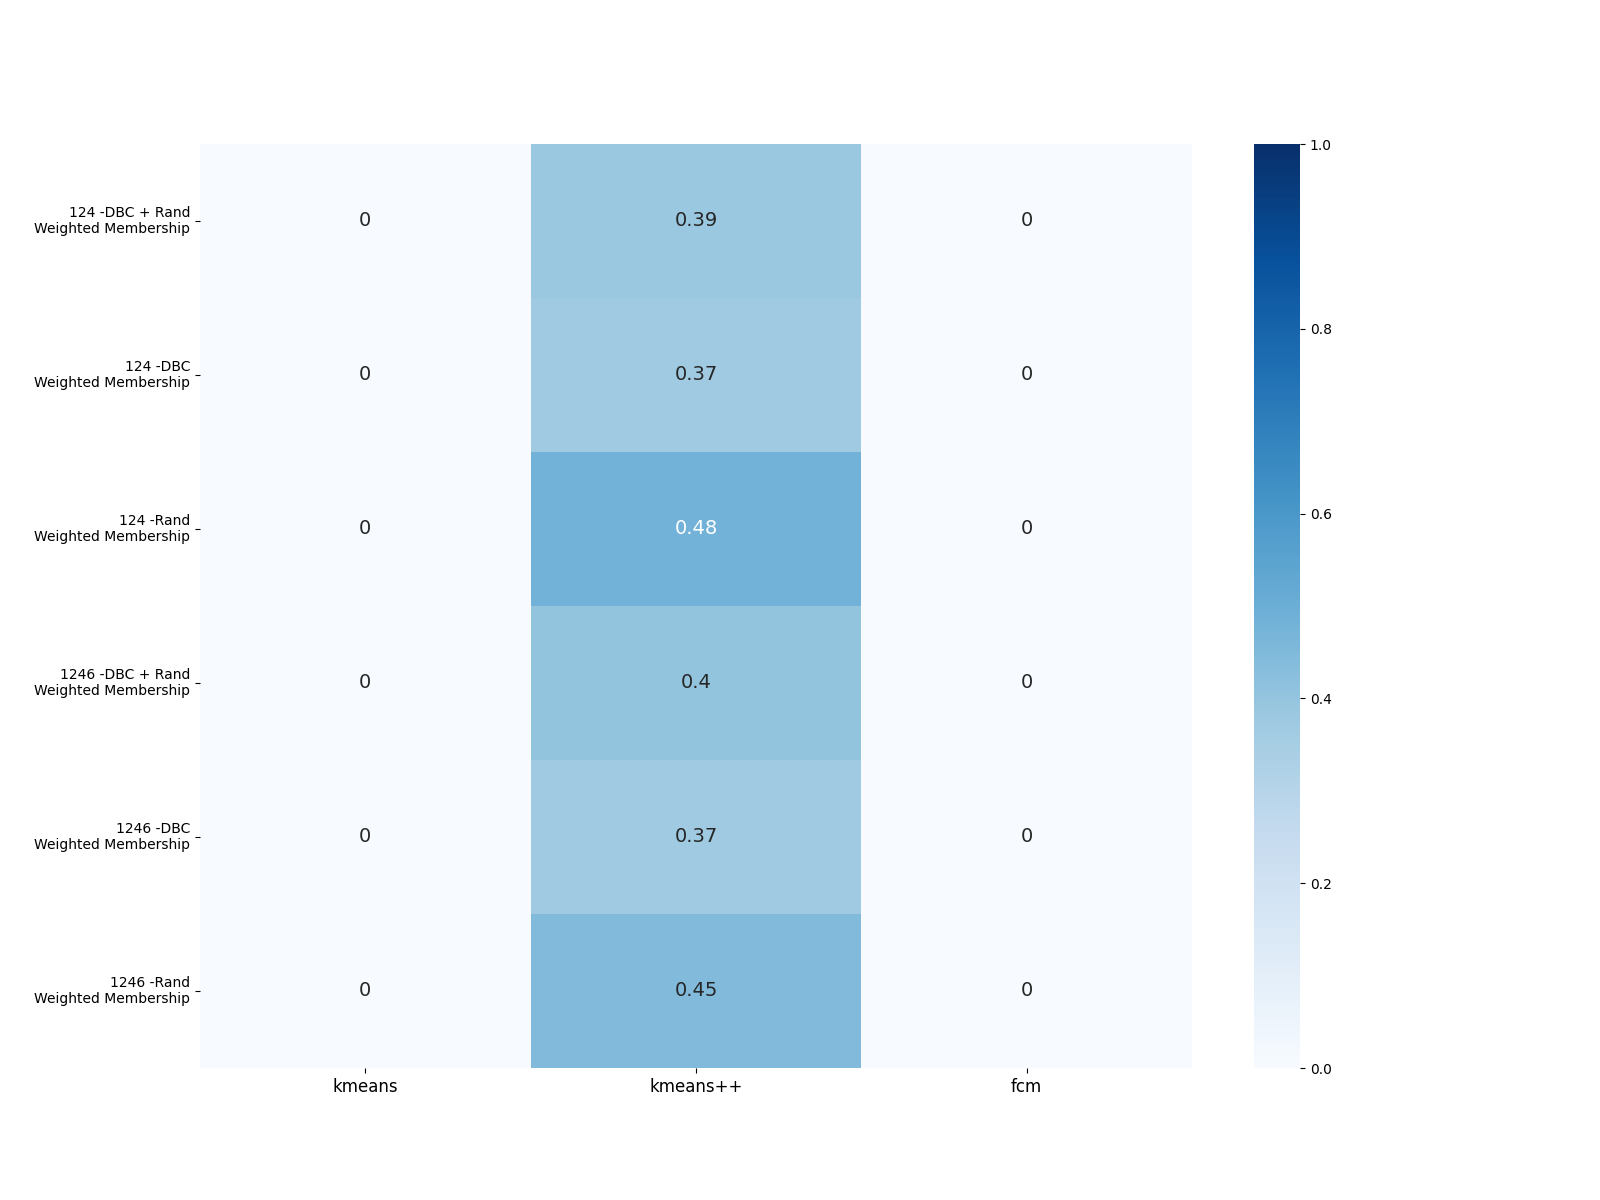 124 -DBC + Rand
Weighted Membership
0
0.39
0
124 -DBC
Weighted Membership
0
0.37
0
124 -Rand
Weighted Membership
0
0.48
0
1246 -DBC + Rand
Weighted Membership
0
0.4
0
1246 -DBC
Weighted Membership
0
0.37
0
1246 -Rand
Weighted Membership
0
0.45
0
kmeans
kmeans++
fcm
1.0
0.8
0.6
0.4
0.2
0.0